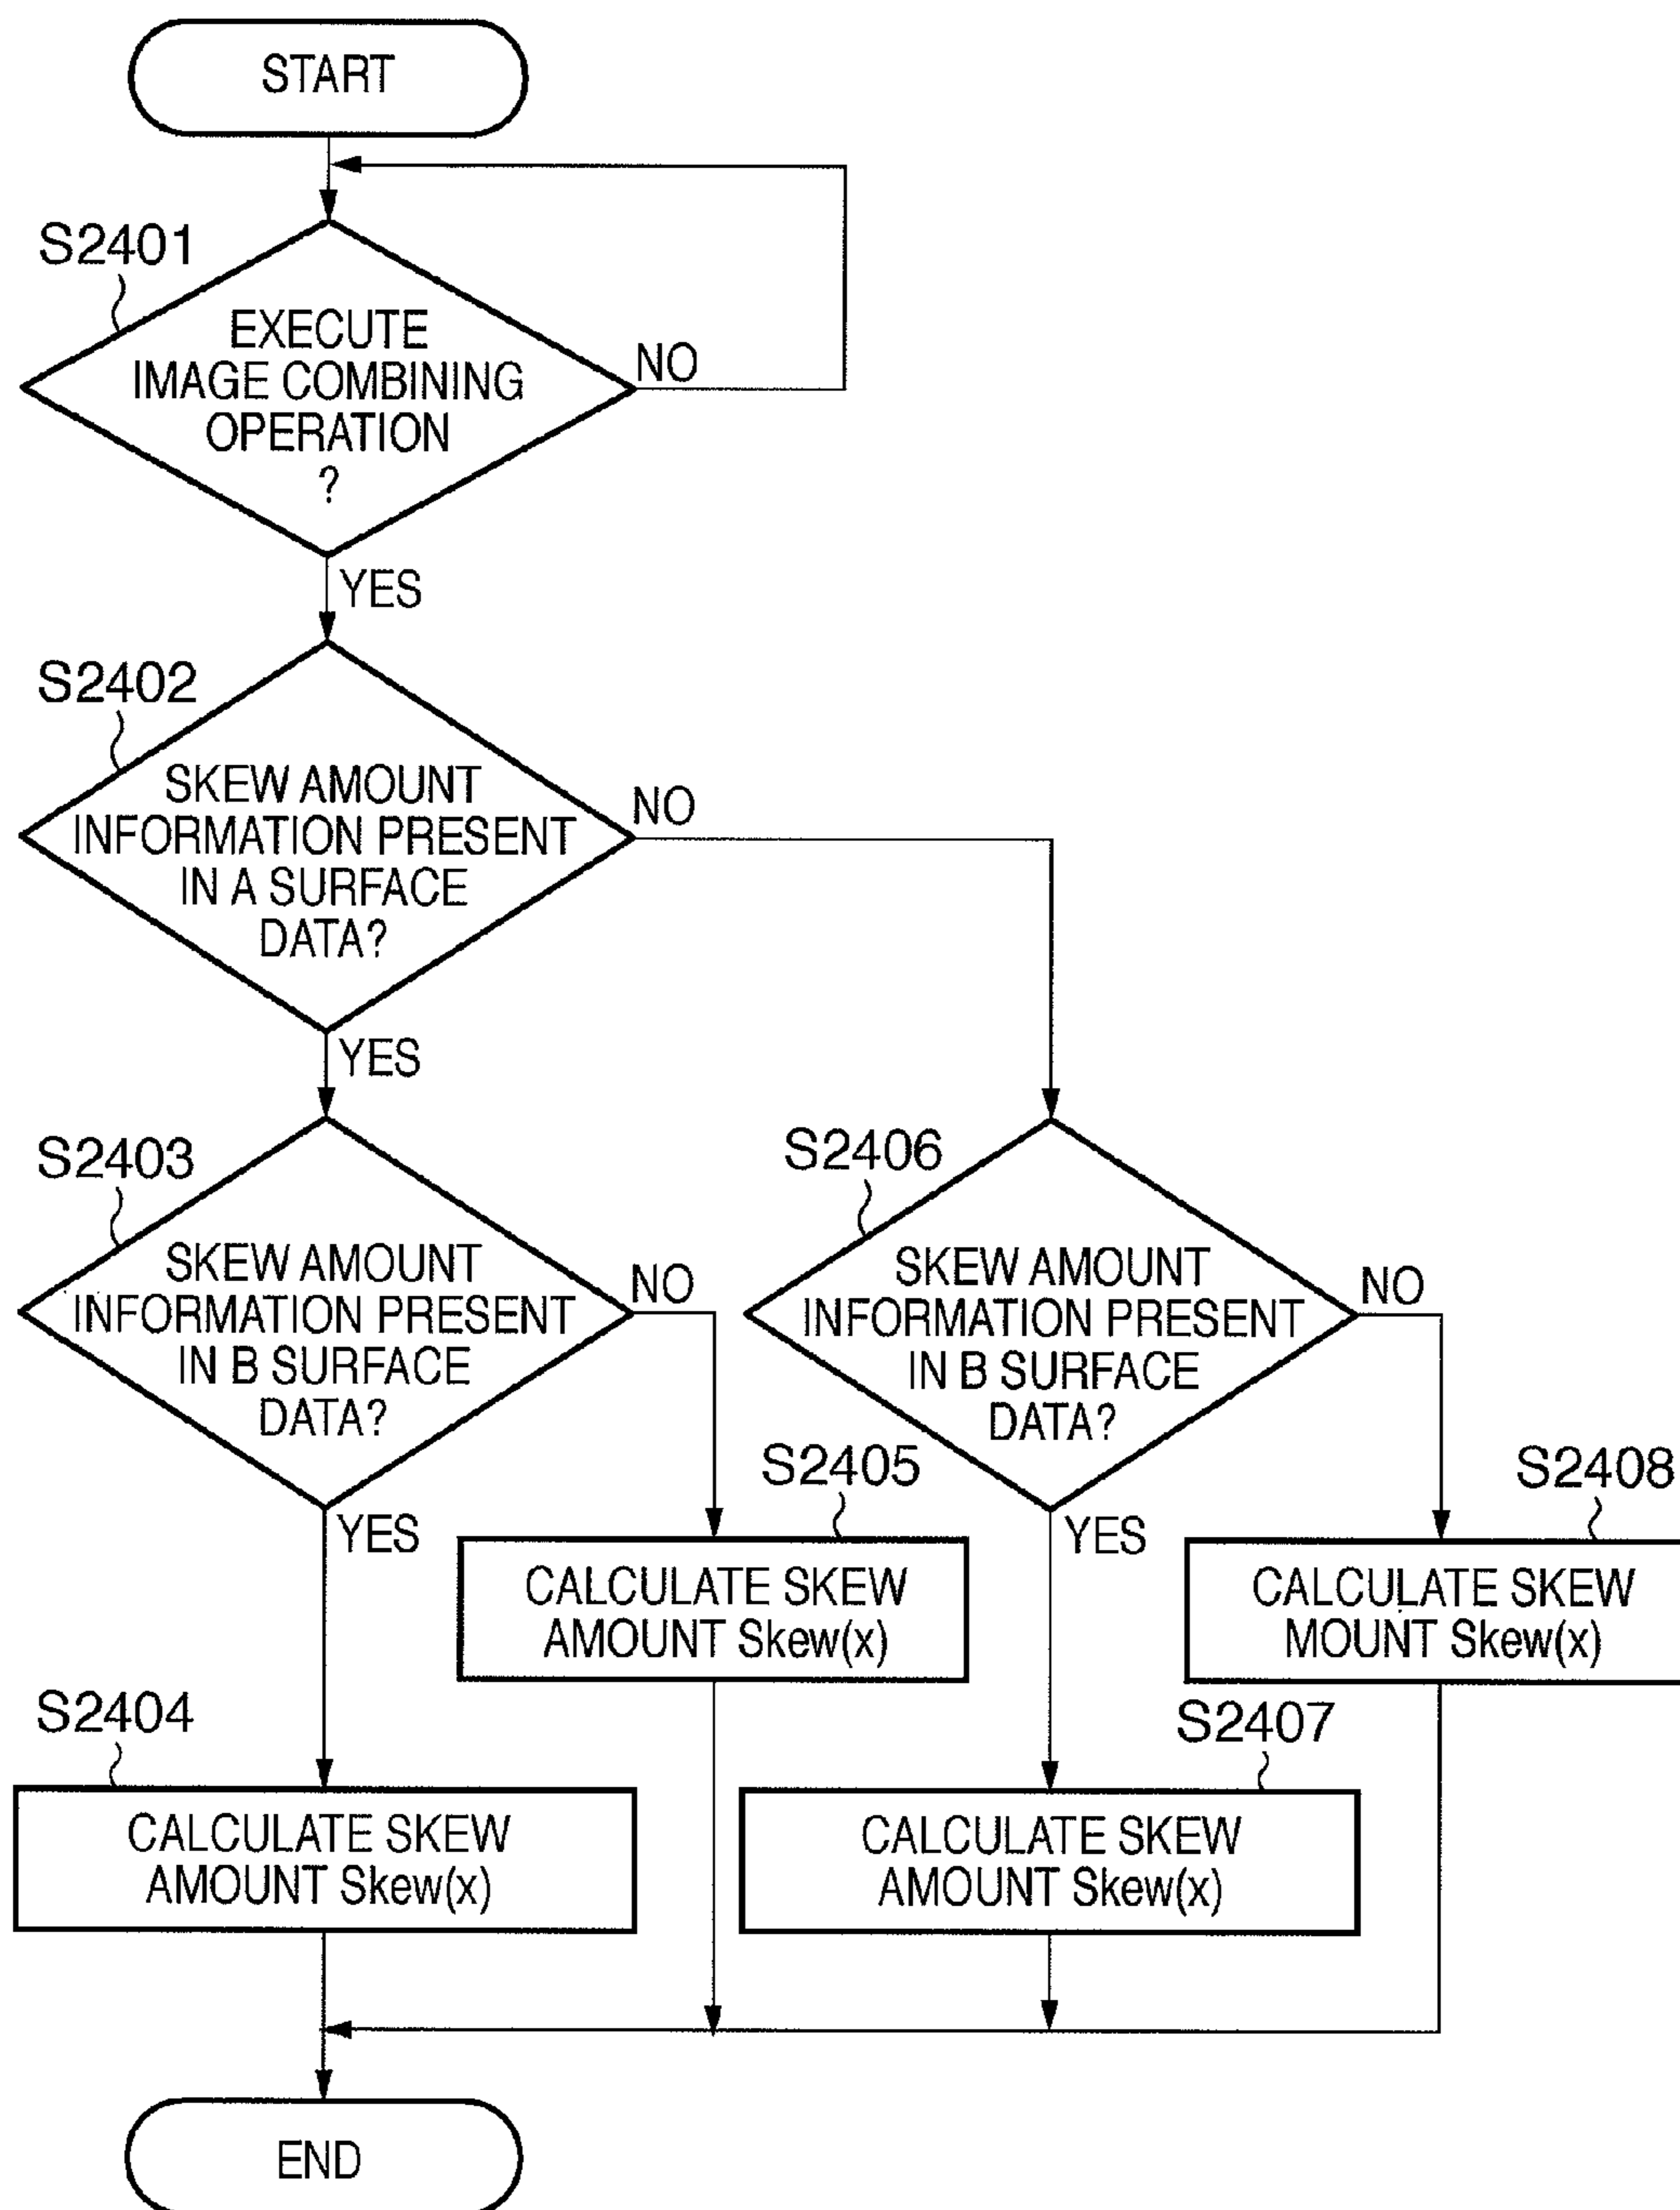 START
S2401
EXECUTE
IMAGE COMBINING
OPERATION
?
NO
YES
S2402
SKEW AMOUNT
INFORMATION PRESENT
IN A SURFACE
DATA?
NO
YES
S2403
SKEW AMOUNT
INFORMATION PRESENT
IN B SURFACE
DATA?
NO
YES
S2406
SKEW AMOUNT
INFORMATION PRESENT
IN B SURFACE
DATA?
NO
YES
S2405
CALCULATE SKEW
AMOUNT Skew(x)
S2408
CALCULATE SKEW
MOUNT Skew(x)
S2404
CALCULATE SKEW
AMOUNT Skew(x)
S2407
CALCULATE SKEW
AMOUNT Skew(x)
END